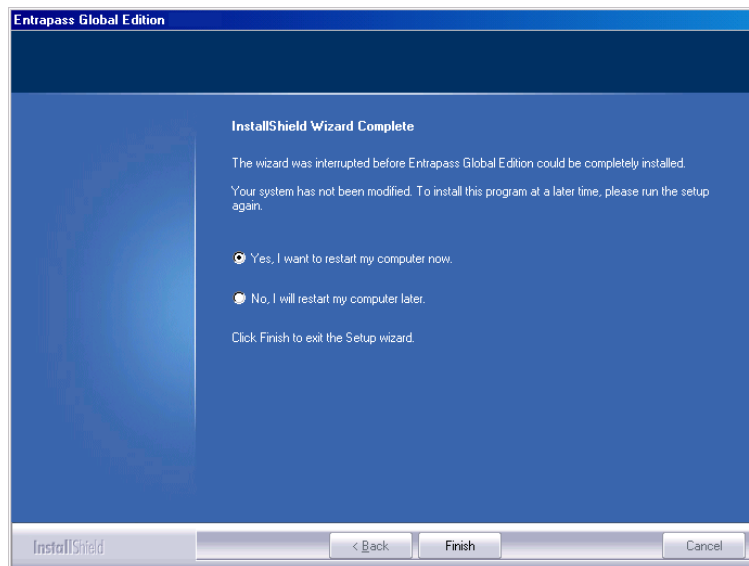 Entrapass Global Edition
InstallShield Wizard Complete
The wizard was interrupted before Entrapass Global Edition could be completely installed.
Your system has not been modified. To install this program at a later time, please run the setup
again.
Yes, I want to restart my computer now.
No, I will restart my computer later.
Click Finish to exit the Setup wizard.
InstallShield
< Back
Finish
Cancel